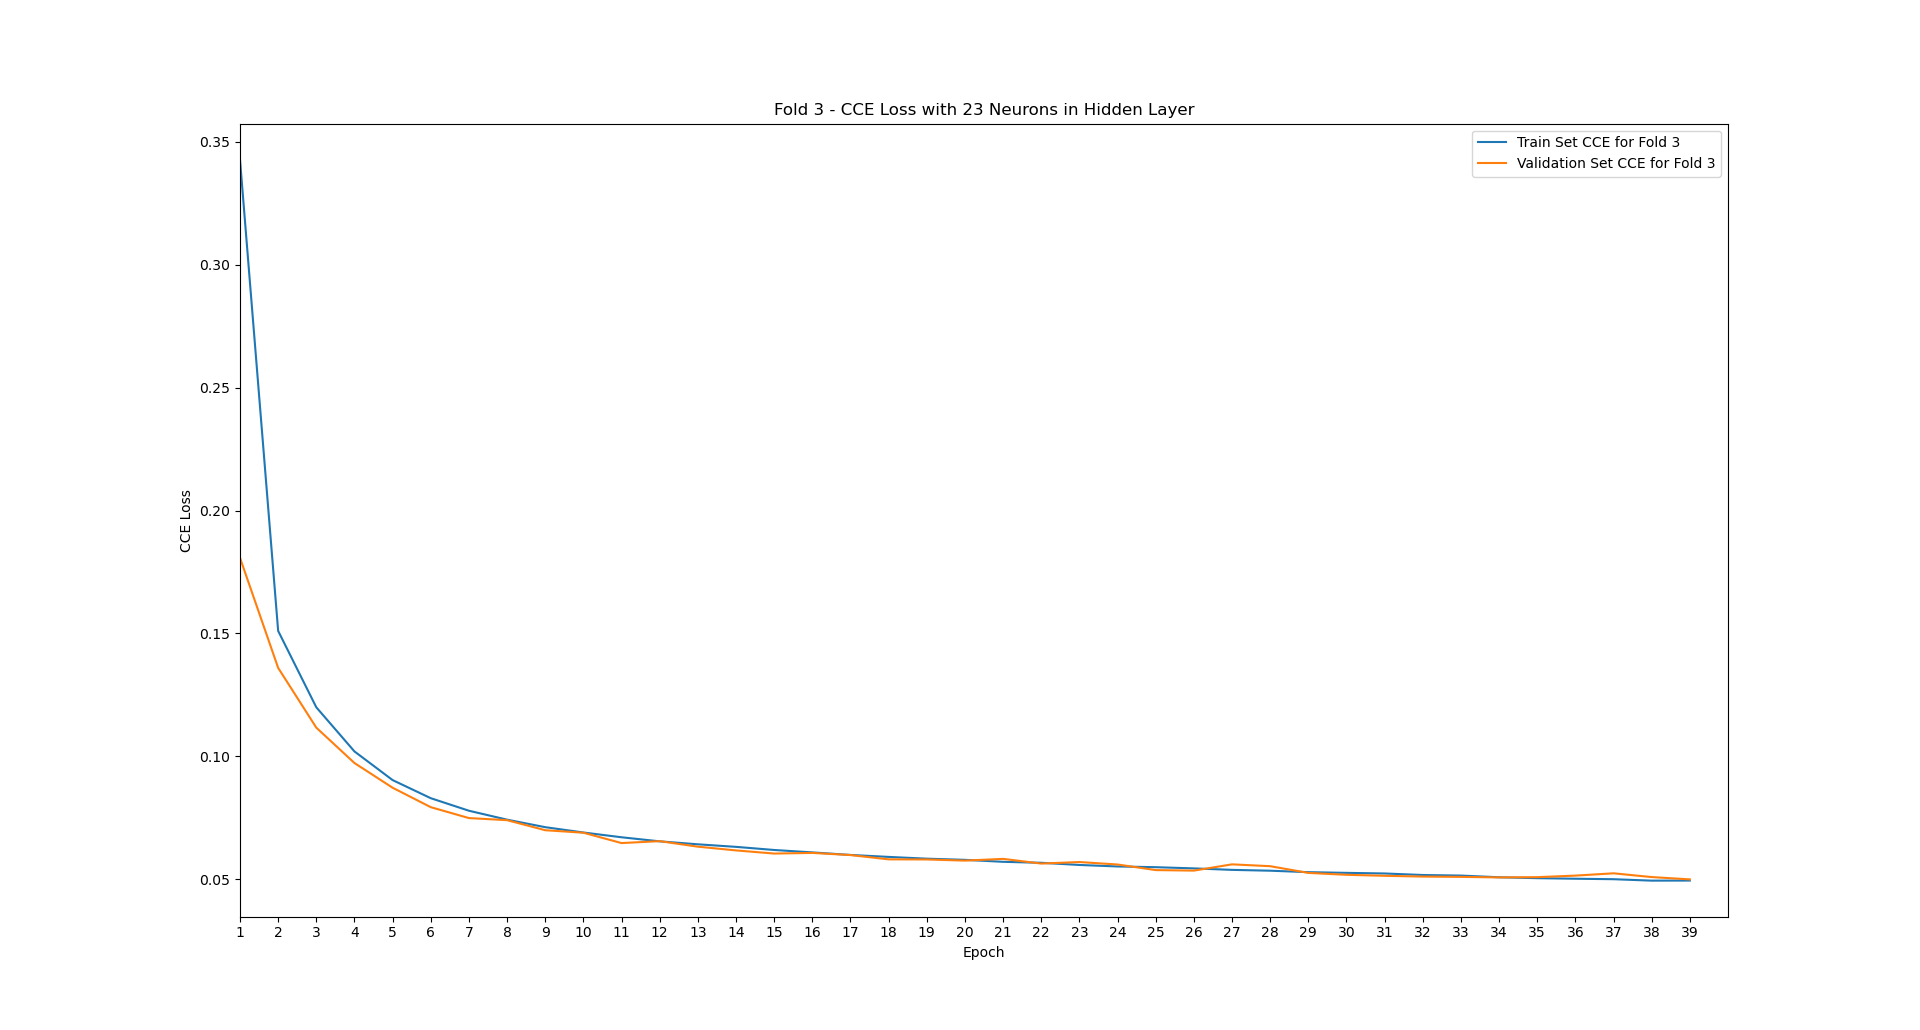 Fold 3 - CCE Loss with 23 Neurons in Hidden Layer
Train Set CCE for Fold 3
Validation Set CCE for Fold 3
0.35
0.30
0.25
0.20
0.15
0.10
0.05
CCE Loss
1 2 3 4 5 6 7 8 9 10 11 12 13 14 15 16 17 18 19 20 21 22 23 24 25 26 27 28 29 30 31 32 33 34 35 36 37 38 39
Epoch